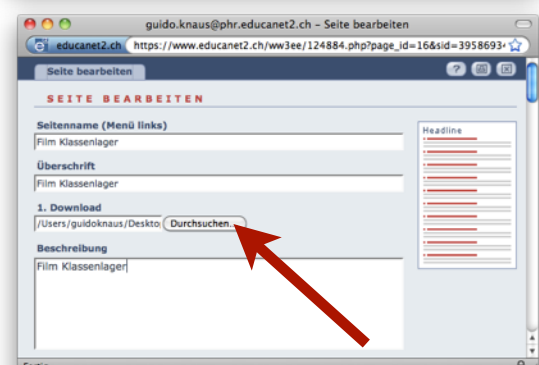 guido.knaus@phr.educanet2.ch – Seite bearbeiten
educanet2.ch https://www.educanet2.ch/ww3ee/124884.php?page_id=16&sid=3958693
Seite bearbeiten ?
SEITE BEARBEITEN
Seitenname (Menü links)
Film Klassenlager
Headline
Überschrift
Film Klassenlager
1. Download
/Users/guidoknaus/Deskto Durchsuchen...
Beschreibung
Film Klassenlager